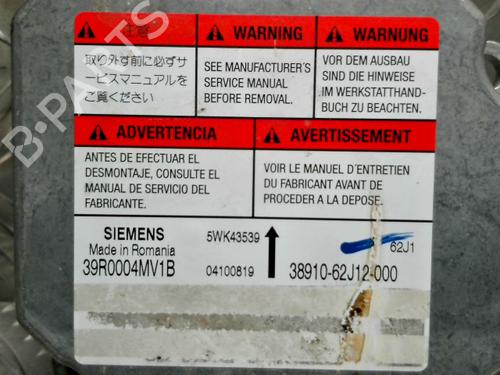 注意
取り外す前に必ずサ
ービスマニュアルを
ご覧ください
WARNING
SEE MANUFACTURER'S
SERVICE MANUAL
BEFORE REMOVAL.
WARNUNG
VOR DEM AUSBAU
SIND DIE HINWEISE
IM WERKSTATTHAND-
BUCH ZU BEACHTEN.
ADVERTENCIA
ANTES DE EFECTUAR EL
DESMONTAJE, CONSULTE EL
MANUAL DE SERVICIO DEL
FABRICANTE.
AVERTISSEMENT
VOIR LE MANUEL D'ENTRETIEN
DU FABRICANT AVANT DE
PROCEDER A LA DEPOSE.
SIEMENS
Made in Romania
39R0004MV1B
5WK43539
04100819
62J1
38910-62J12-000
B-PARTS